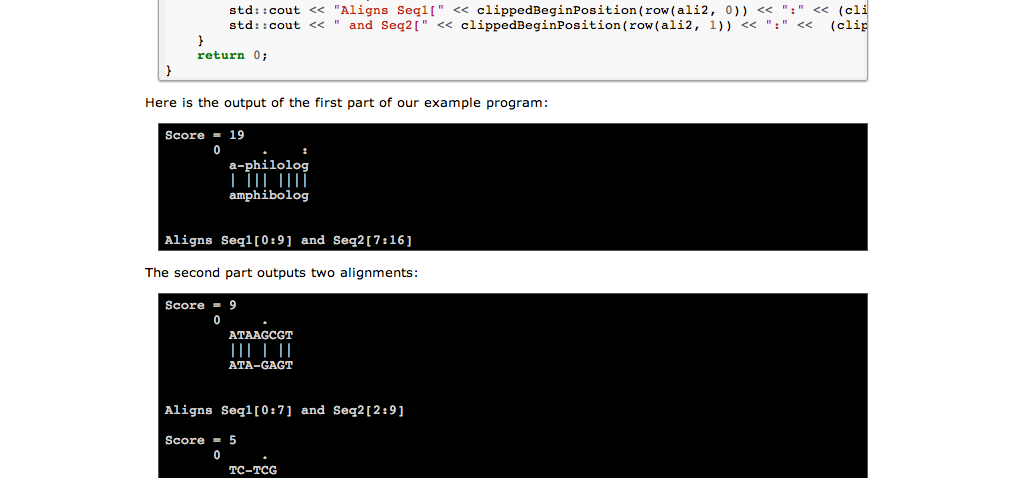 std::cout << "Aligns Seq1[" << clippedBeginPosition(row(ali2, 0)) << ":" << (cli
std::cout << " and Seq2[" << clippedBeginPosition(row(ali2, 1)) << ":" << (clip
}
return 0;
}
Here is the output of the first part of our example program:
Score = 19
0 . :
a-philolog
| ||| ||||
amphibolog
Aligns Seq1[0:9] and Seq2[7:16]
The second part outputs two alignments:
Score = 9
0 .
ATAAGCGT
||| | ||
ATA-GAGT
Aligns Seq1[0:7] and Seq2[2:9]
Score = 5
0 .
TC-TCG